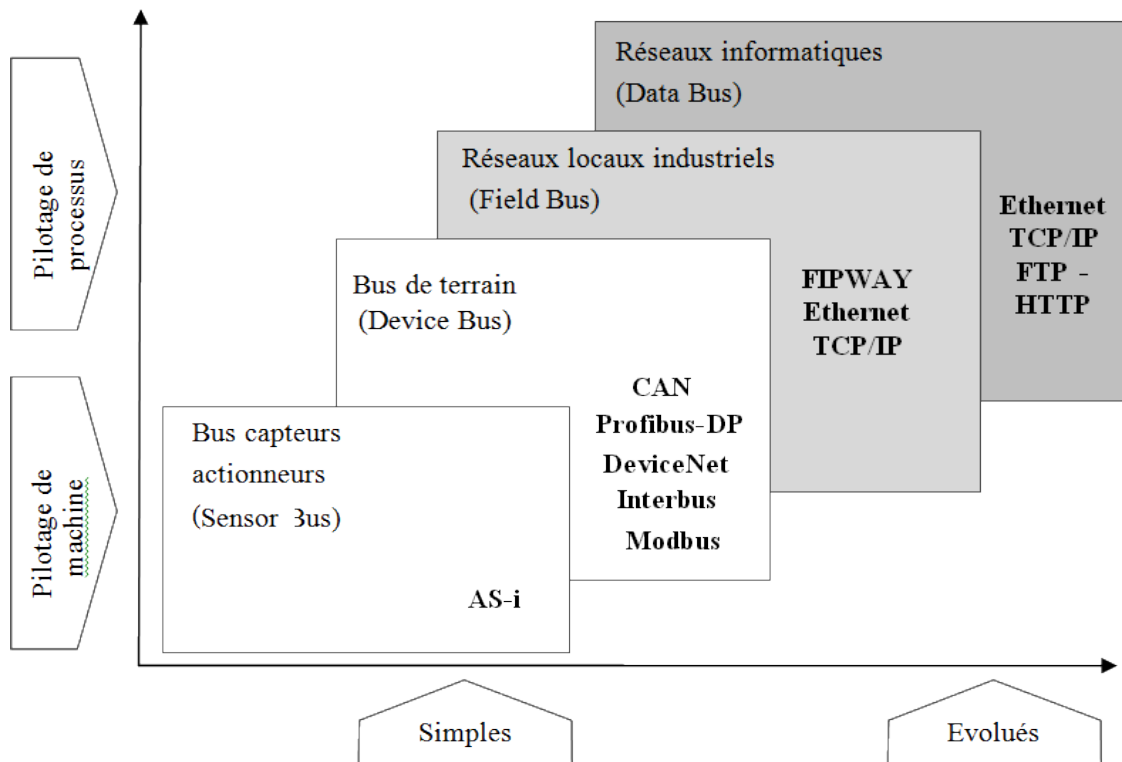 Réseaux informatiques
(Data Bus)
Réseaux locaux industriels
(Field Bus)
Ethernet
TCP/IP
FTP -
HTTP
Bus de terrain
(Device Bus)
FIPWAY
Ethernet
TCP/IP
CAN
Profibus-DP
DeviceNet
Interbus
Modbus
Bus capteurs
actionneurs
(Sensor Bus)
AS-i
Pilotage de
processus
Pilotage de
machine
Simples
Evolués